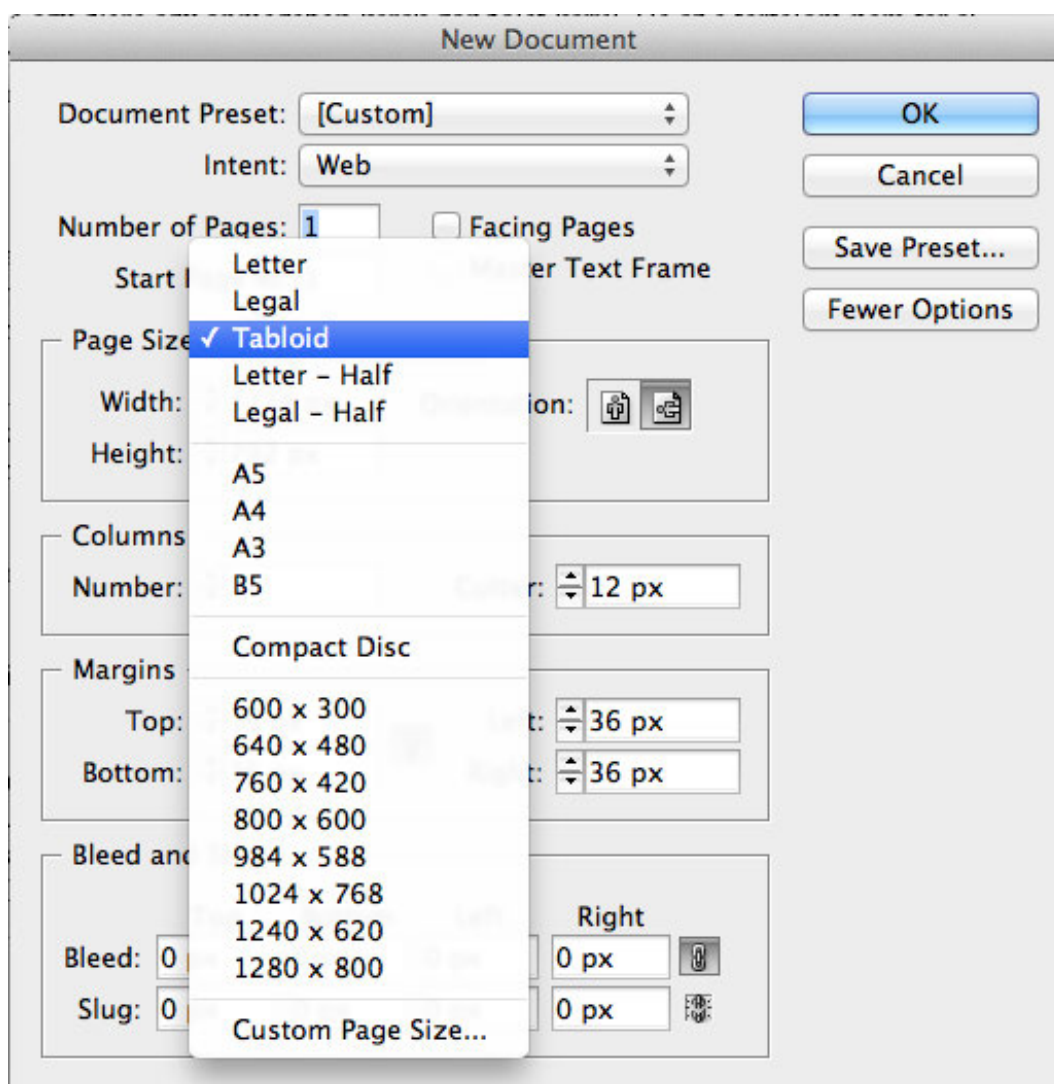 New Document
Document Preset: [Custom]
OK
Intent: Web
Cancel
Number of Pages: 1
Facing Pages
Save Preset...
Start
Text Frame
Fewer Options
Page Size
Letter
Legal
✓ Tabloid
Letter – Half
Legal – Half
A5
A4
A3
B5
Compact Disc
600 x 300
640 x 480
760 x 420
800 x 600
984 x 588
1024 x 768
1240 x 620
1280 x 800
Custom Page Size...
Width:
Orientation:
Height:
Columns
Number:
Gutter: 12 px
Margins
Top:
Left: 36 px
Bottom:
Right: 36 px
Bleed and
Right
Bleed: 0
0 px
Slug: 0
0 px